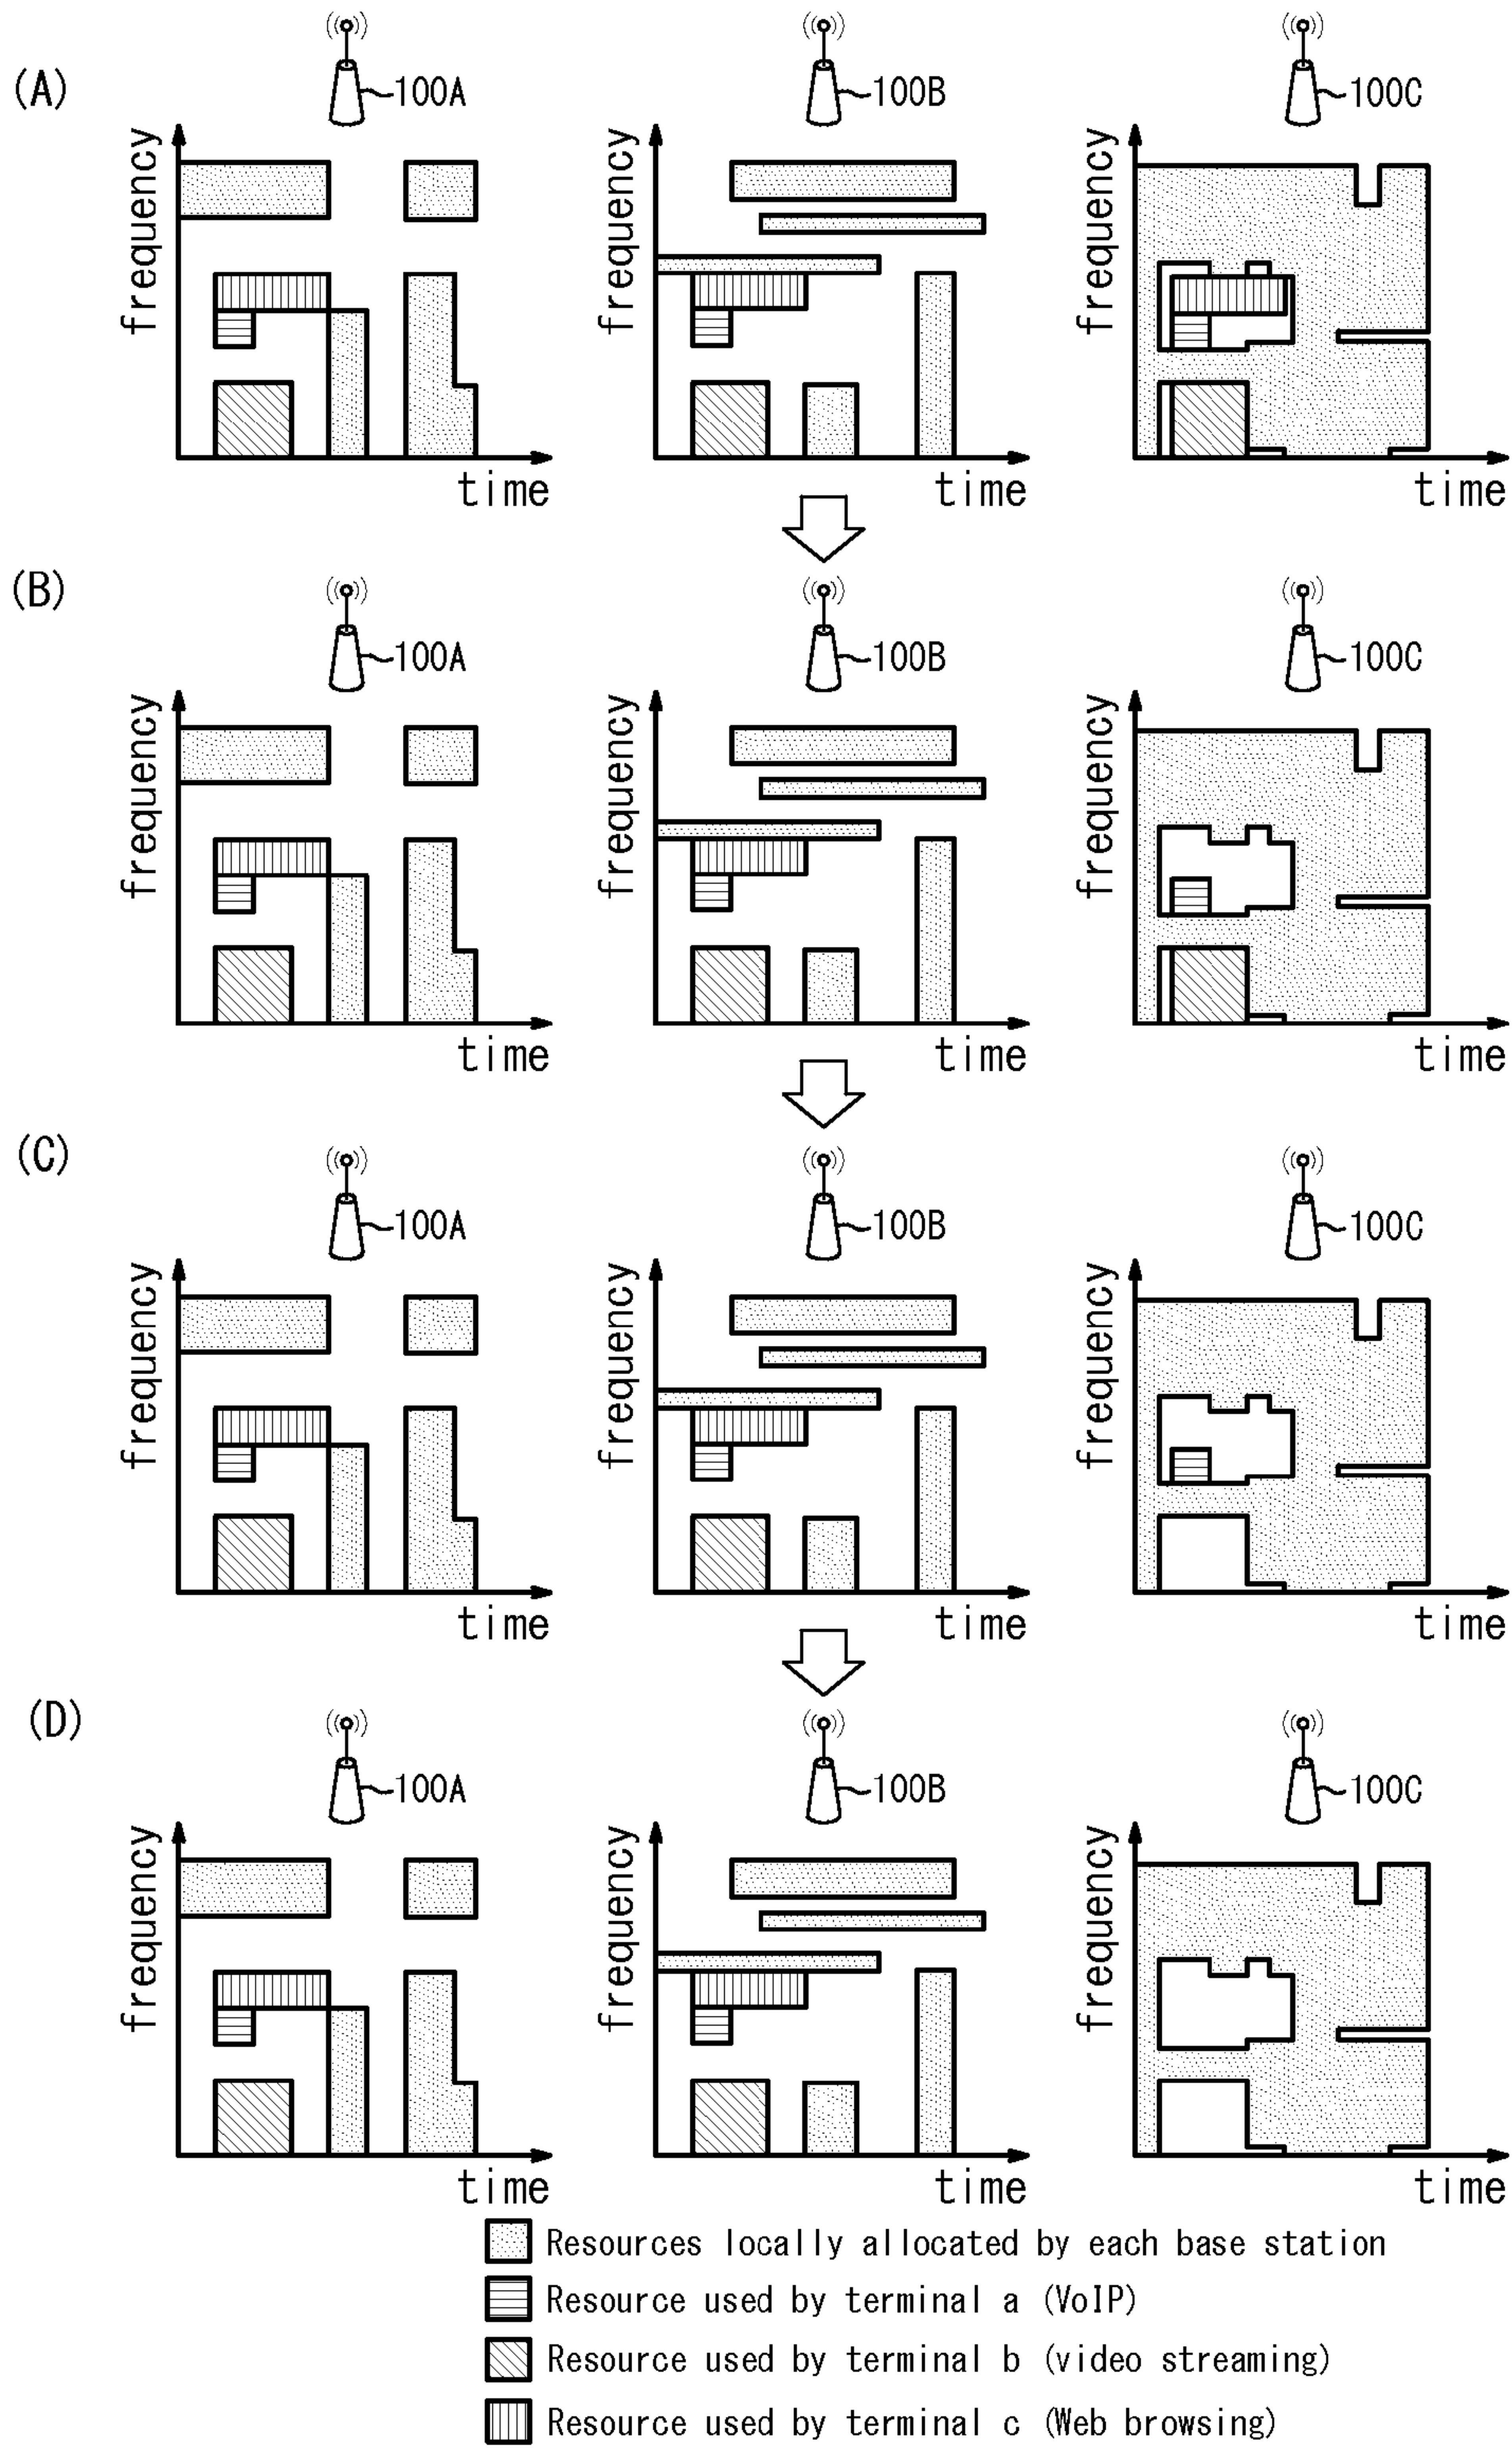 (A)
100A
100B
100C
frequency
frequency
frequency
time
time
time
(B)
100A
100B
100C
frequency
frequency
frequency
time
time
time
(C)
100A
100B
100C
frequency
frequency
frequency
time
time
time
(D)
100A
100B
100C
frequency
frequency
frequency
time
time
time
Resources locally allocated by each base station
Resource used by terminal a (VoIP)
Resource used by terminal b (video streaming)
Resource used by terminal c (Web browsing)